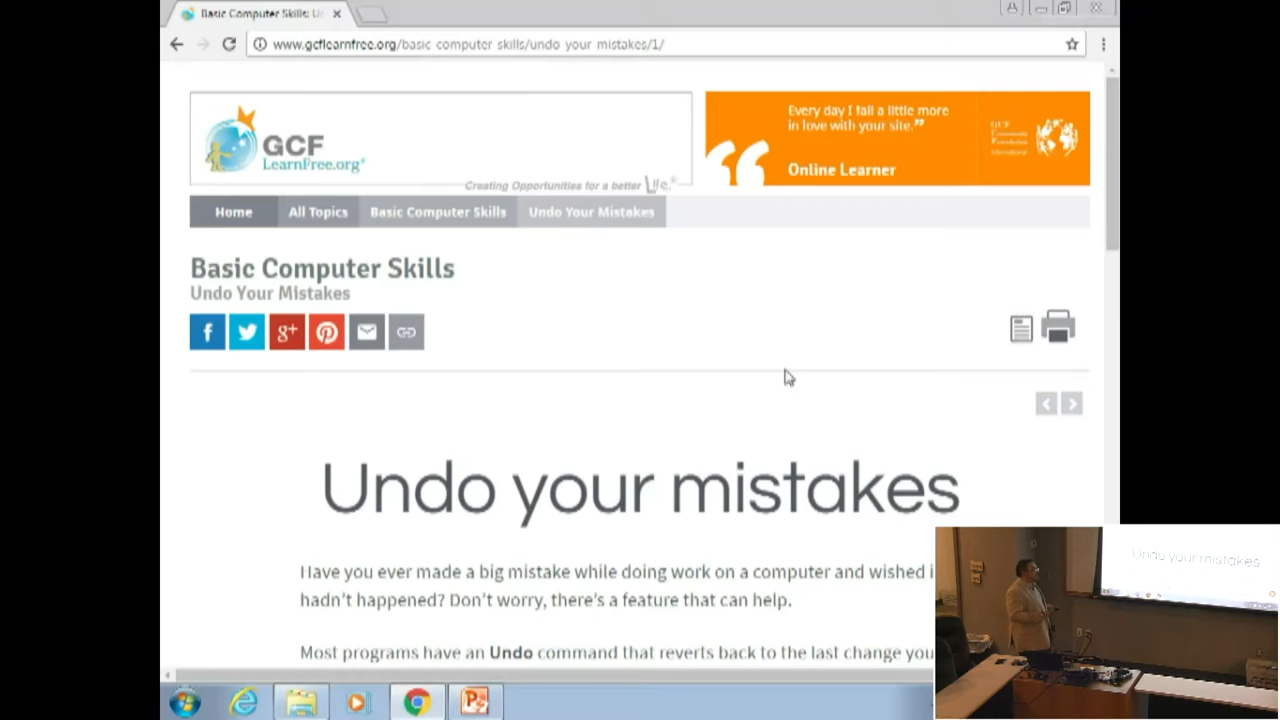 Basic Computer Skills: U
www.gcflearnfree.org/basic computer skills/undo your mistakes/1/
GCF
LearnFree.org®
Creating Opportunities for a better Life.®
Every day I fall a little more
in love with your site.”
Online Learner
GCF
Community
Foundation
International
Home
All Topics
Basic Computer Skills
Undo Your Mistakes
Basic Computer Skills
Undo Your Mistakes
f
g+
Undo your mistakes
Have you ever made a big mistake while doing work on a computer and wished i
hadn't happened? Don't worry, there's a feature that can help.
Most programs have an Undo command that reverts back to the last change you
Undo your mistakes